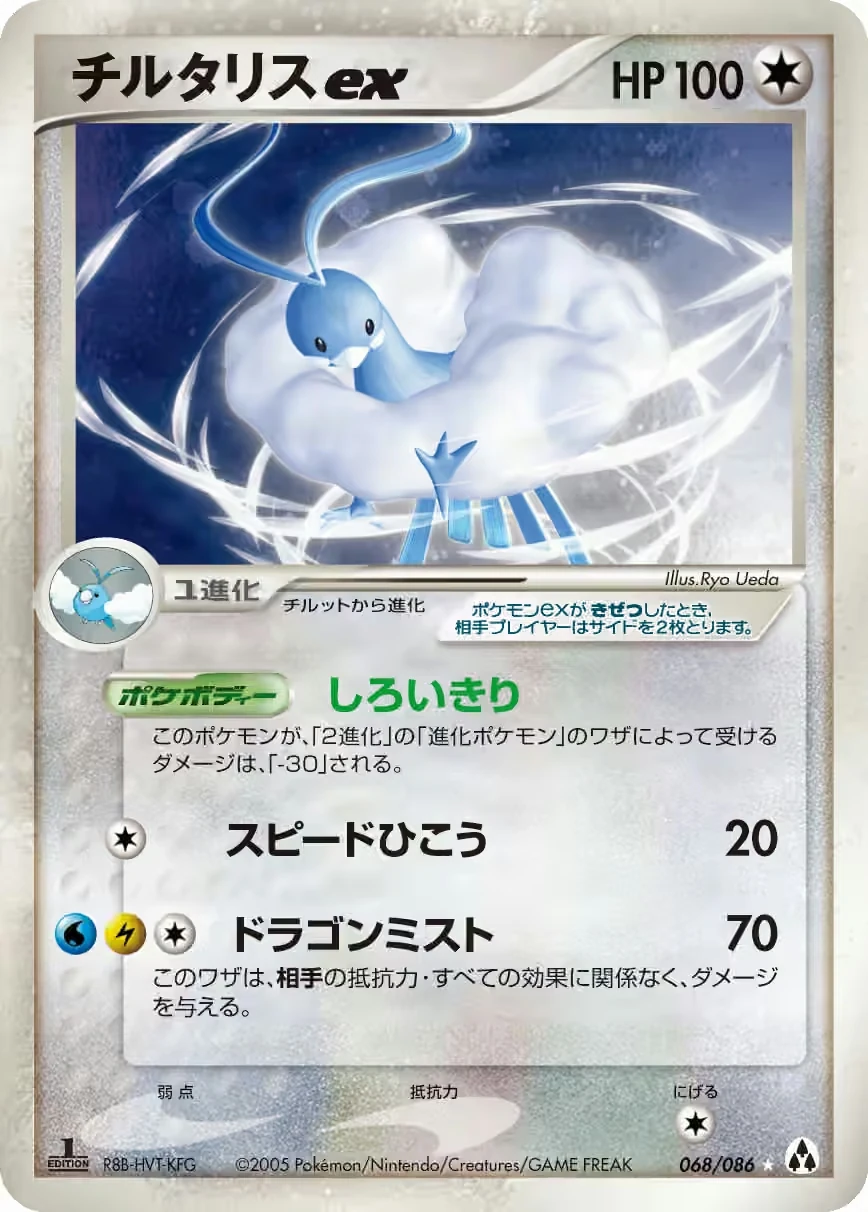 チルタリスex HP100
Illus.Ryo Ueda
1進化
チルットから進化
ポケモンexが きぜつしたとき、
相手プレイヤーはサイドを2枚とります。
ポケボディー しろいきり
このポケモンが、「2進化」の「進化ポケモン」のワザによって受ける
ダメージは、「-30」される。
スピードひこう 20
ドラゴンミスト 70
このワザは、相手の抵抗力・すべての効果に関係なく、ダメージ
を与える。
弱点 抵抗力 にげる
1
EDITION R8B-HVT-KFG ©2005 Pokémon/Nintendo/Creatures/GAME FREAK 068/086 ★